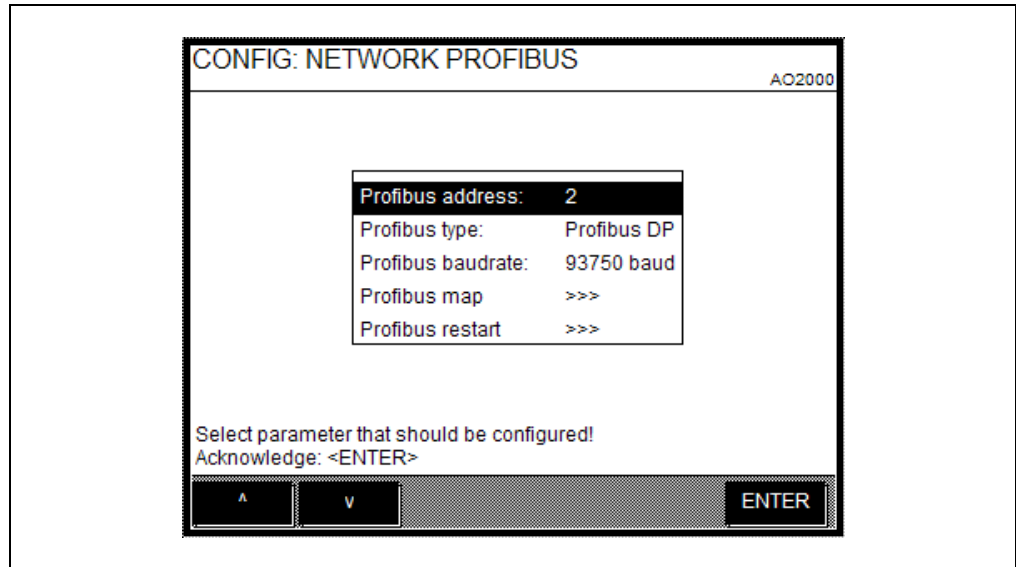 CONFIG: NETWORK PROFIBUS
AO2000
Profibus address: 2
Profibus type: Profibus DP
Profibus baudrate: 93750 baud
Profibus map >>>
Profibus restart >>>
Select parameter that should be configured!
Acknowledge: <ENTER>
^ v ENTER